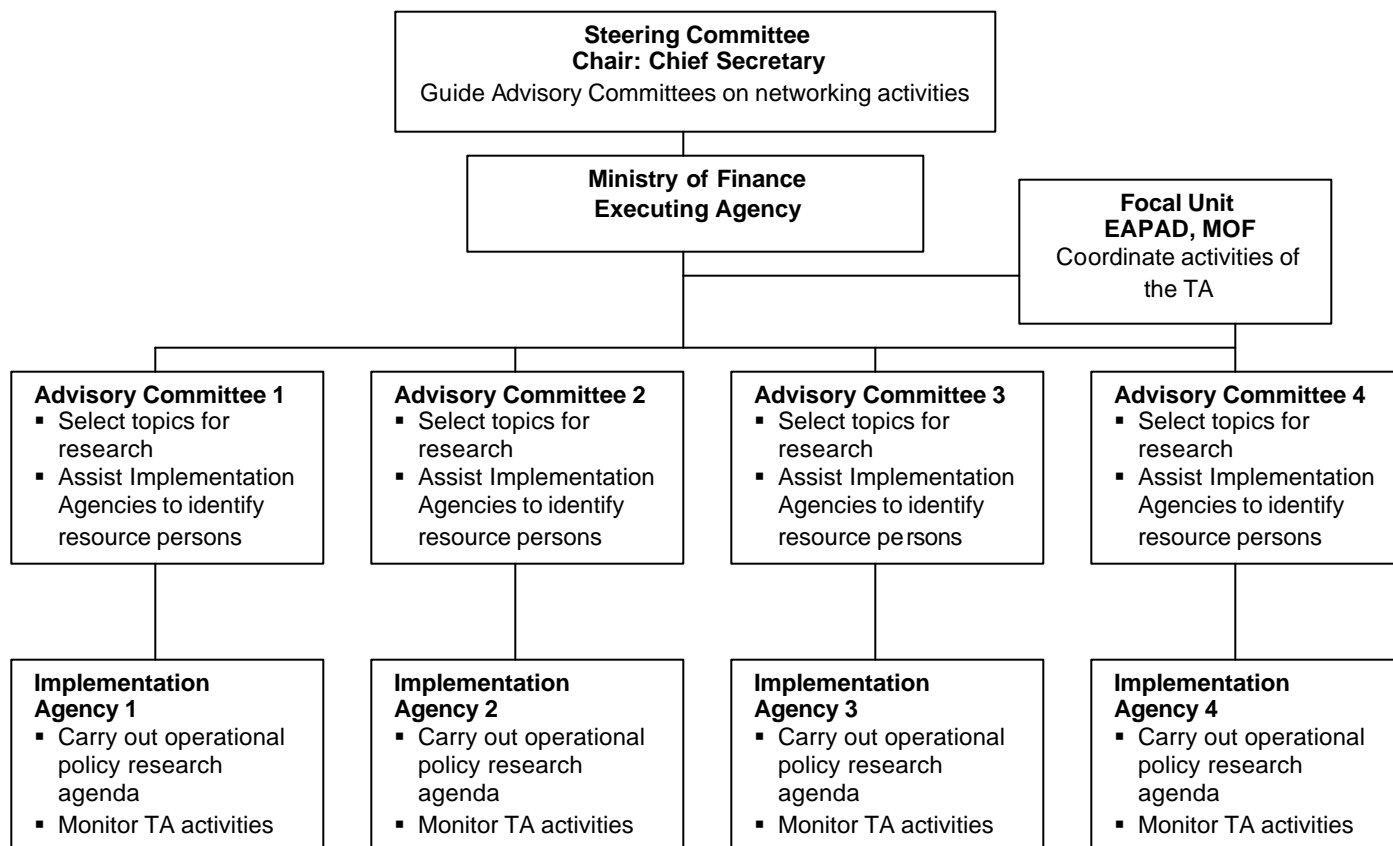 Steering Committee
Chair: Chief Secretary
Guide Advisory Committees on networking activities
Ministry of Finance
Executing Agency
Focal Unit
EAPAD, MOF
Coordinate activities of
the TA
Advisory Committee 1
▪ Select topics for
research
▪ Assist Implementation
Agencies to identify
resource persons
Advisory Committee 2
▪ Select topics for
research
▪ Assist Implementation
Agencies to identify
resource persons
Advisory Committee 3
▪ Select topics for
research
▪ Assist Implementation
Agencies to identify
resource persons
Advisory Committee 4
▪ Select topics for
research
▪ Assist Implementation
Agencies to identify
resource persons
Implementation
Agency 1
▪ Carry out operational
policy research
agenda
▪ Monitor TA activities
Implementation
Agency 2
▪ Carry out operational
policy research
agenda
▪ Monitor TA activities
Implementation
Agency 3
▪ Carry out operational
policy research
agenda
▪ Monitor TA activities
Implementation
Agency 4
▪ Carry out operational
policy research
agenda
▪ Monitor TA activities